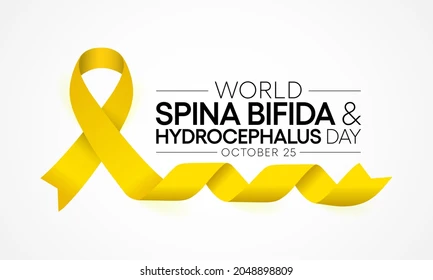 WORLD
SPINA BIFIDA &
HYDROCEPHALUS DAY
OCTOBER 25
shutterstock.com · 2048898809